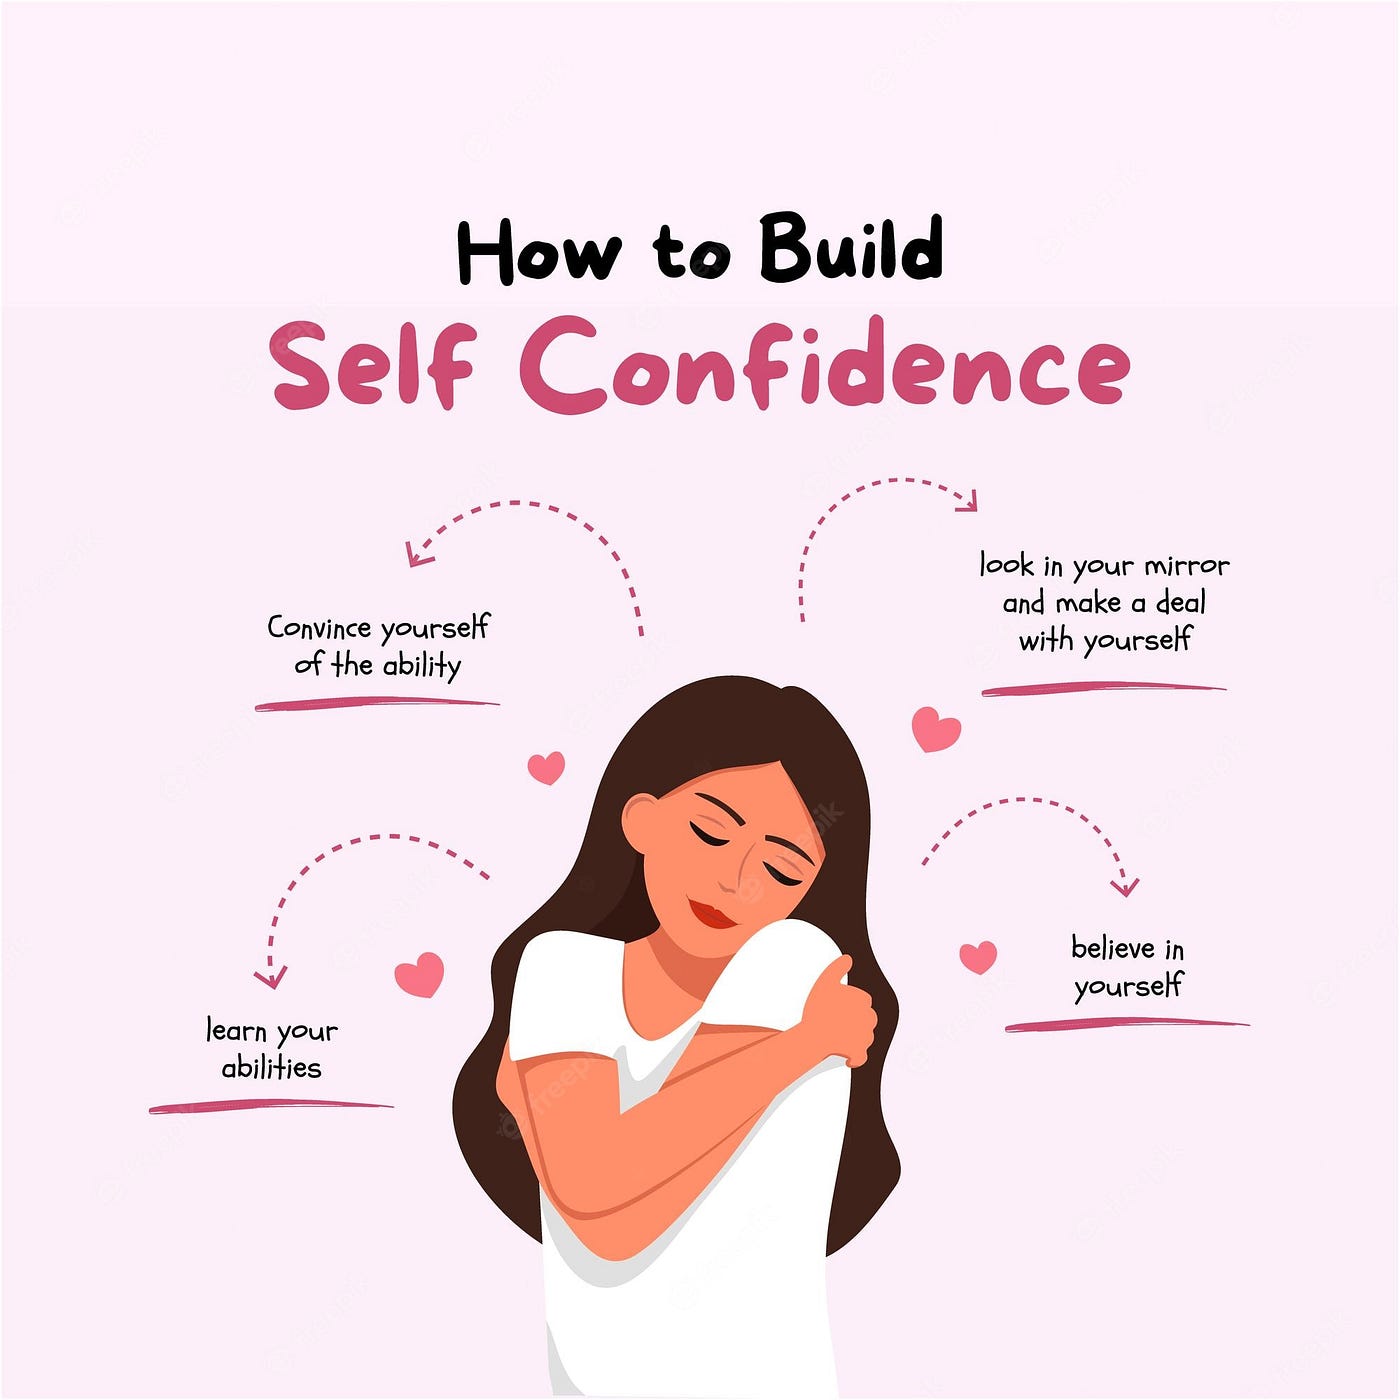 How to Build
Self Confidence
Convince yourself
of the ability
look in your mirror
and make a deal
with yourself
learn your
abilities
believe in
yourself
freepik